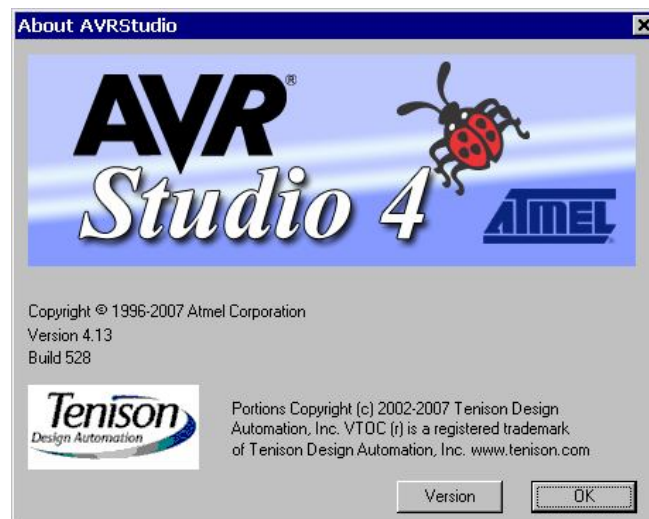 About AVRStudio
AVR®
Studio 4
ATMEL
Copyright © 1996-2007 Atmel Corporation
Version 4.13
Build 528
Tenison
Design Automation
Portions Copyright (c) 2002-2007 Tenison Design
Automation, Inc. VTOC (r) is a registered trademark
of Tenison Design Automation, Inc. www.tenison.com
Version
OK